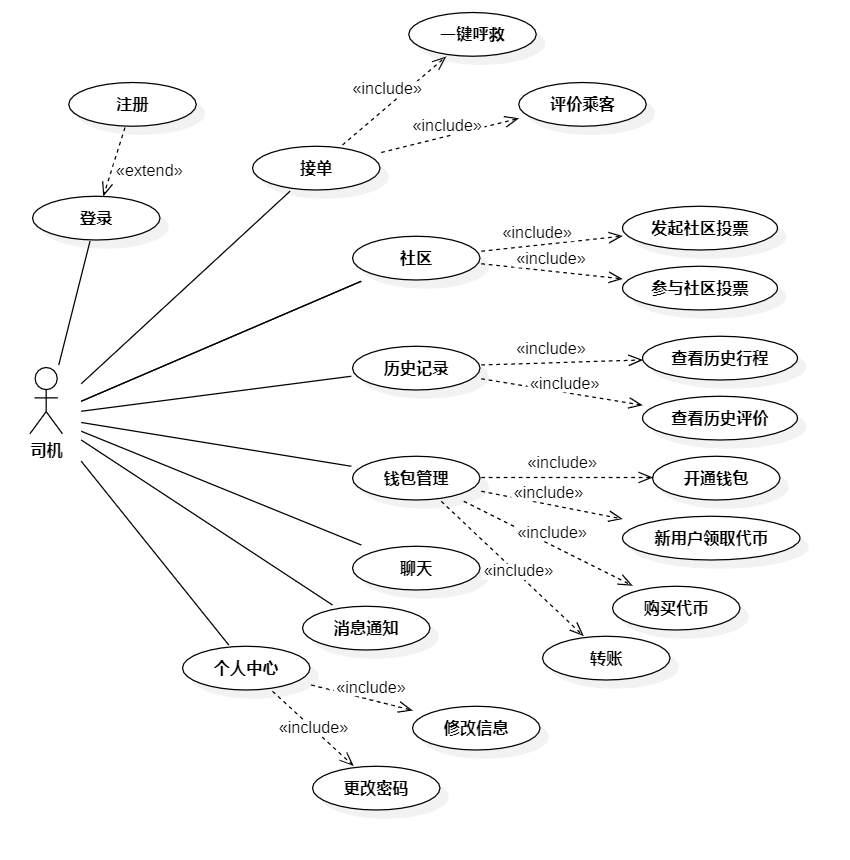 一键呼救
«include»
注册
评价乘客
«include»
接单
«extend»
登录
发起社区投票
«include»
社区
«include»
参与社区投票
«include»
查看历史行程
历史记录
«include»
查看历史评价
司机
«include»
钱包管理
开通钱包
«include»
新用户领取代币
«include»
聊天
«include»
购买代币
消息通知
转账
个人中心
«include»
«include»
修改信息
更改密码